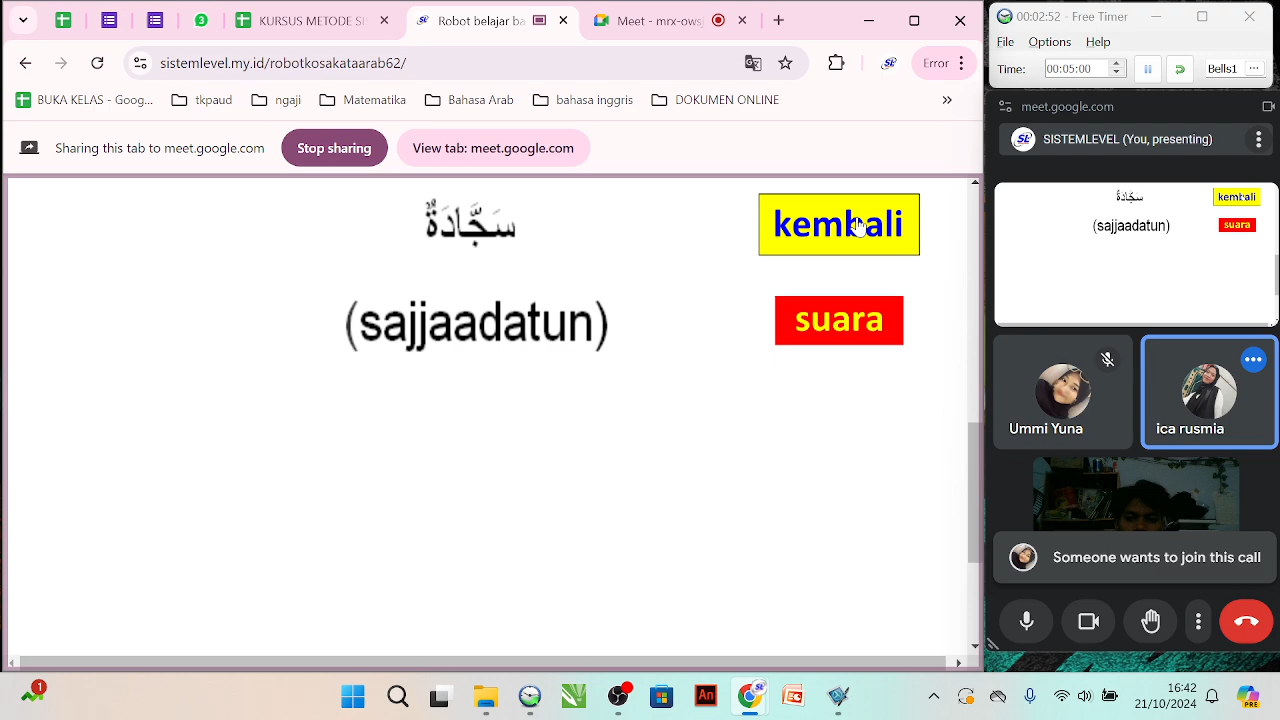 KURSUS METODE SI
Robot belajar ba
Meet - mrx-ows
sistemlevel.my.id/robotkosakataarab62/
Error
BUKA KELAS - Goog...
tkpaud
ngaji
Matematika
Bahasa Arab
bahasa inggris
DOKUMEN ONLINE
Sharing this tab to meet.google.com
Stop sharing
View tab: meet.google.com
سَجَّادَةٌ
kembali
(sajjaadatun)
suara
00:02:52 - Free Timer
File Options Help
Time: 00:05:00 Bells1
meet.google.com
SISTEMLEVEL (You, presenting)
سَجَّادَةٌ
kembali
(sajjaadatun)
suara
Ummi Yuna
ica rusmia
Someone wants to join this call
16:42
21/10/2024